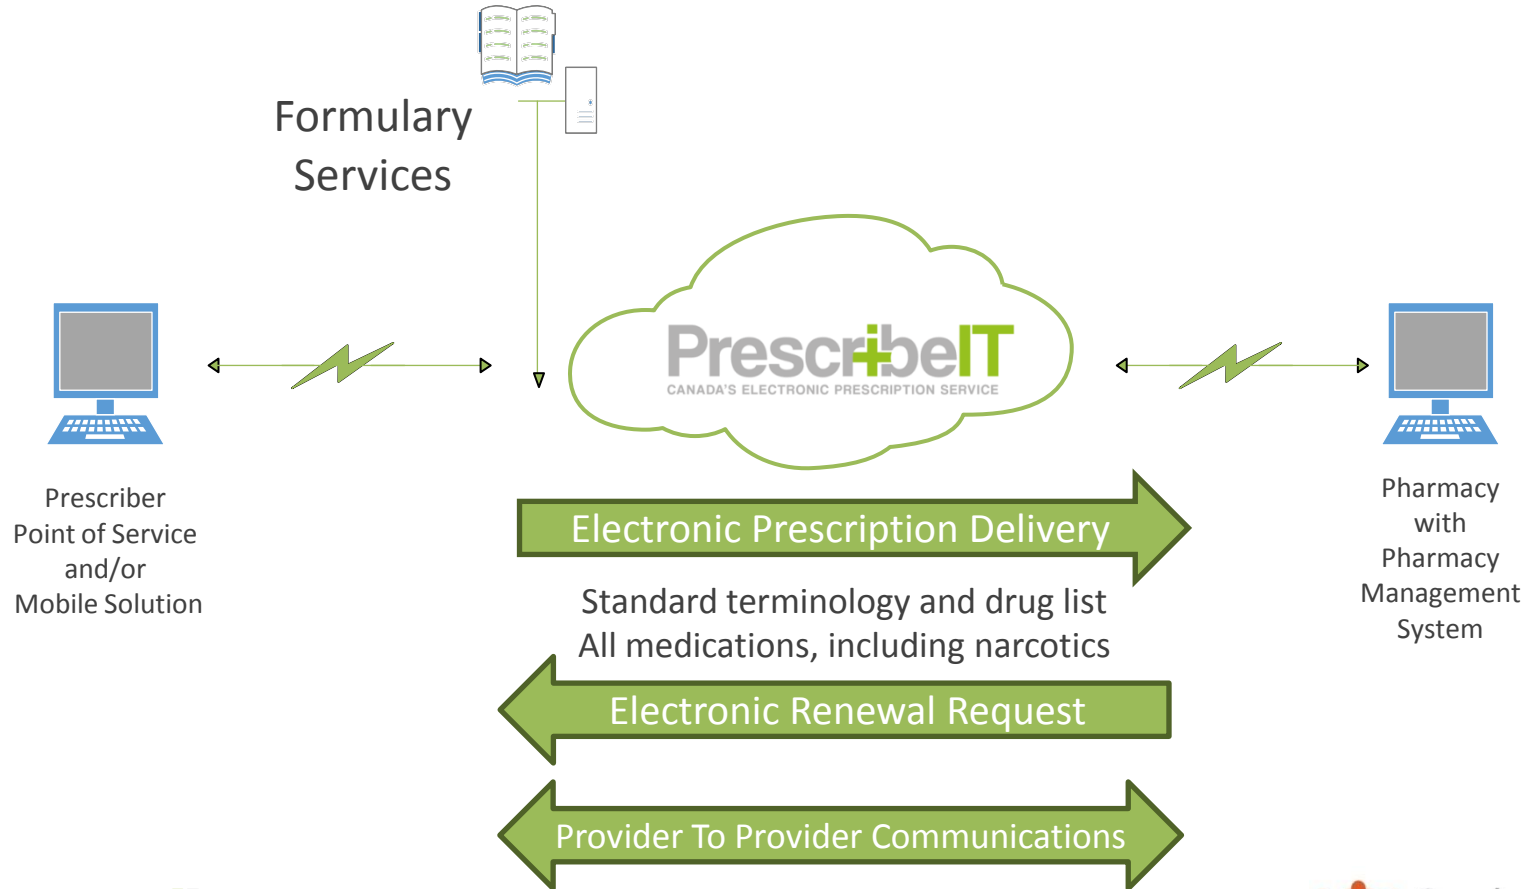 Formulary
Services
PrescribeIT
CANADA'S ELECTRONIC PRESCRIPTION SERVICE
Prescriber
Point of Service
and/or
Mobile Solution
Pharmacy
with
Pharmacy
Management
System
Electronic Prescription Delivery
Standard terminology and drug list
All medications, including narcotics
Electronic Renewal Request
Provider To Provider Communications